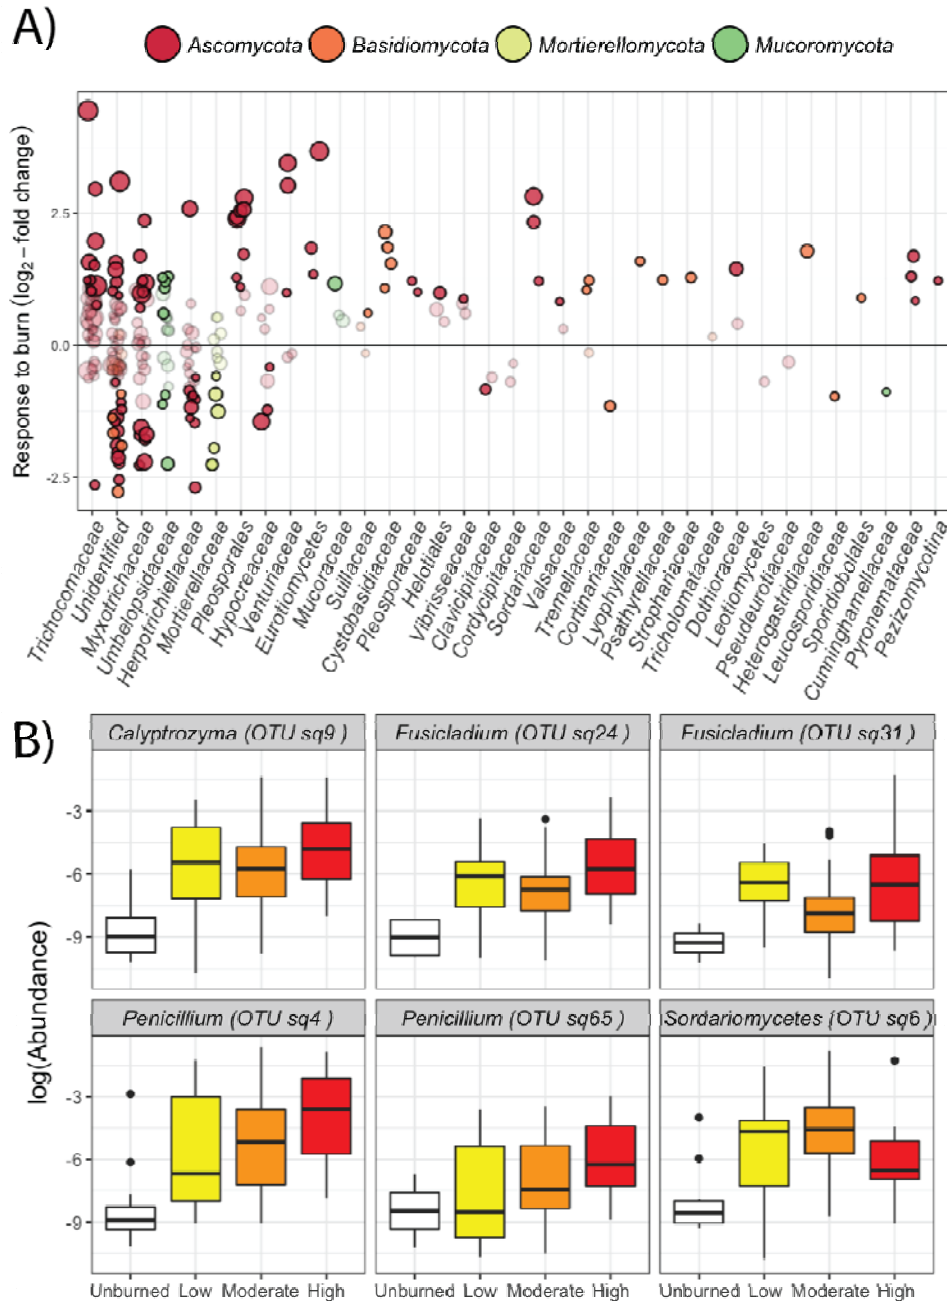 A)
Ascomycota Basidiomycota Mortierellomycota Mucoromycota
Response to burn (log2−fold change)
2.5
0.0
-2.5
Trichocomaceae
Unidentified
Myxotrichaceae
Umbelopsidaceae
Herpotrichiellaceae
Mortierellaceae
Pleosporales
Hypocreaceae
Venturiaceae
Eurotiomycetes
Mucoraceae
Suillaceae
Cystobasidiaceae
Pleosporaceae
Helotiales
Vibrisseaceae
Clavicipitaceae
Cordycipitaceae
Sordariaceae
Valsaceae
Tremellaceae
Cortinariaceae
Lyophyllaceae
Psathyrellaceae
Strophariaceae
Tricholomataceae
Dothioraceae
Leotiomycetes
Pseudeurotiaceae
Heterogastridiaceae
Leucosporidiaceae
Sporidiobolales
Cunninghamellaceae
Pyronemataceae
Pezizomycotina
B)
Calyptrozyma (OTU sq9 ) Fusicladium (OTU sq24 ) Fusicladium (OTU sq31 )
-3
-6
-9
Penicillium (OTU sq4 ) Penicillium (OTU sq65 ) Sordariomycetes (OTU sq6 )
log(Abundance)
-3
-6
-9
Unburned Low Moderate High Unburned Low Moderate High Unburned Low Moderate High